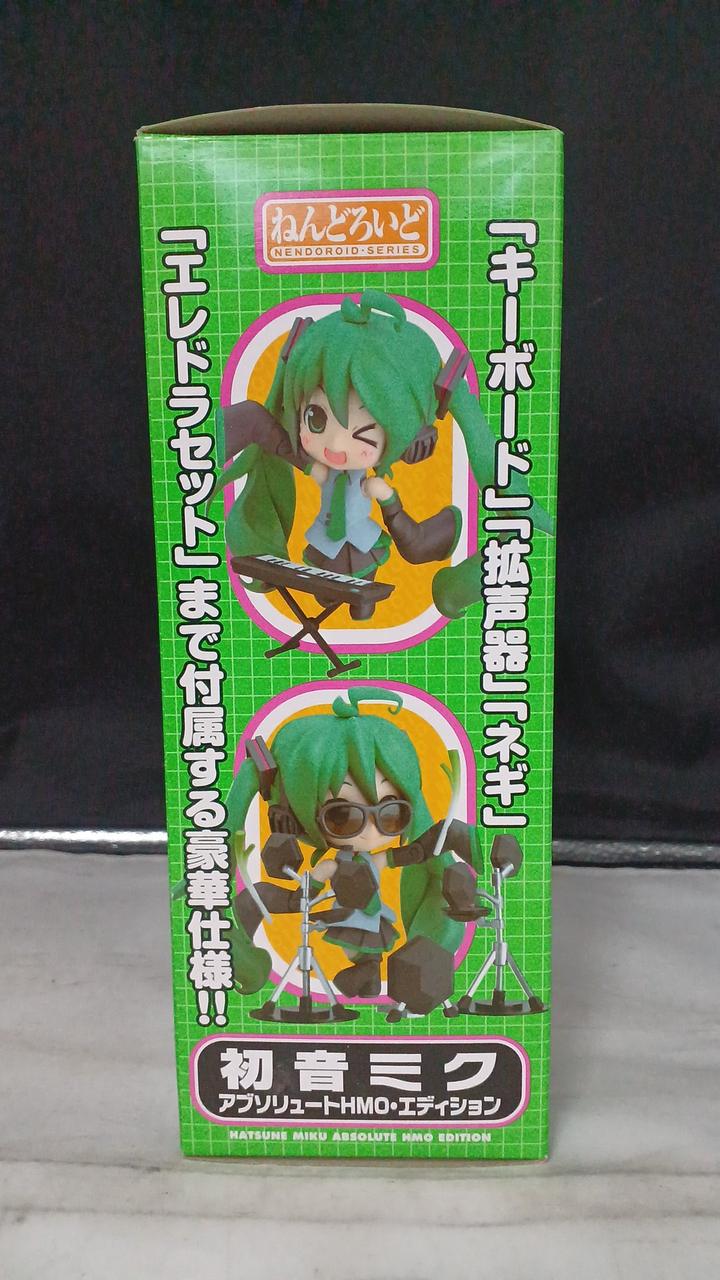 ねんどろいど
NENDOROID·SERIES
「キーボード」「拡声器」「ネギ」
「エレドラセット」まで付属する豪華仕様!!
初音ミク
アブソリュートHMO・エディション
HATSUNE MIKU ABSOLUTE HMO EDITION